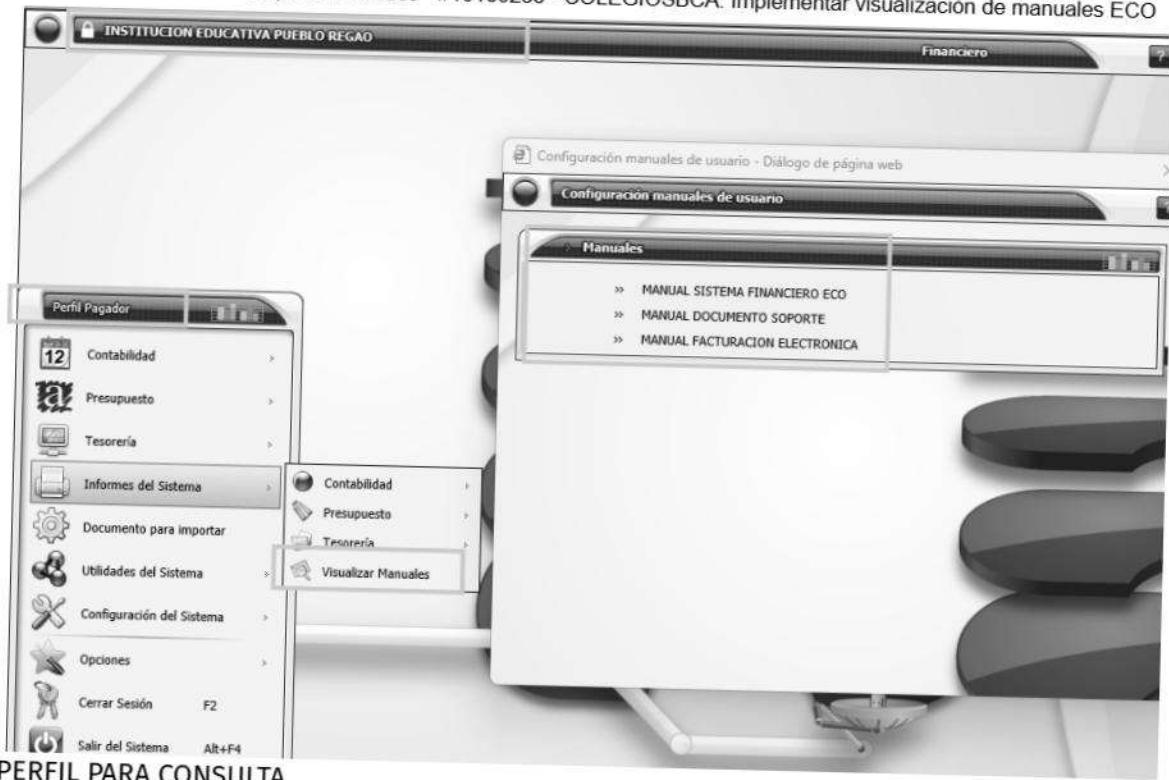 COLEGIOSBCA: Implementar visualización de manuales ECO
INSTITUCION EDUCATIVA PUEBLO REGAO
Financiero
?
Configuración manuales de usuario - Diálogo de página web
Configuración manuales de usuario
Manuales
» MANUAL SISTEMA FINANCIERO ECO
» MANUAL DOCUMENTO SOPORTE
» MANUAL FACTURACION ELECTRONICA
Perfil Pagador
12 Contabilidad
Presupuesto
Tesorería
Informes del Sistema
Documento para importar
Utilidades del Sistema
Configuración del Sistema
Opciones
Cerrar Sesión F2
Salir del Sistema Alt+F4
Contabilidad
Presupuesto
Tesorería
Visualizar Manuales
PERFIL PARA CONSULTA